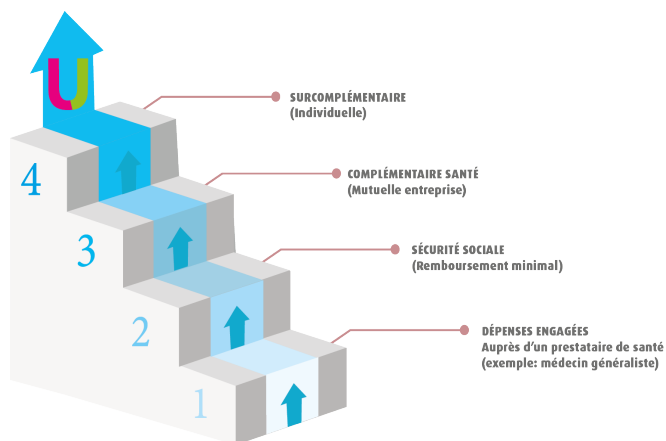 U
SURCOMPLÉMENTAIRE
(Individuelle)
4
COMPLÉMENTAIRE SANTÉ
(Mutuelle entreprise)
3
SÉCURITÉ SOCIALE
(Remboursement minimal)
2
DÉPENSES ENGAGÉES
Auprès d'un prestataire de santé
(exemple: médecin généraliste)
1